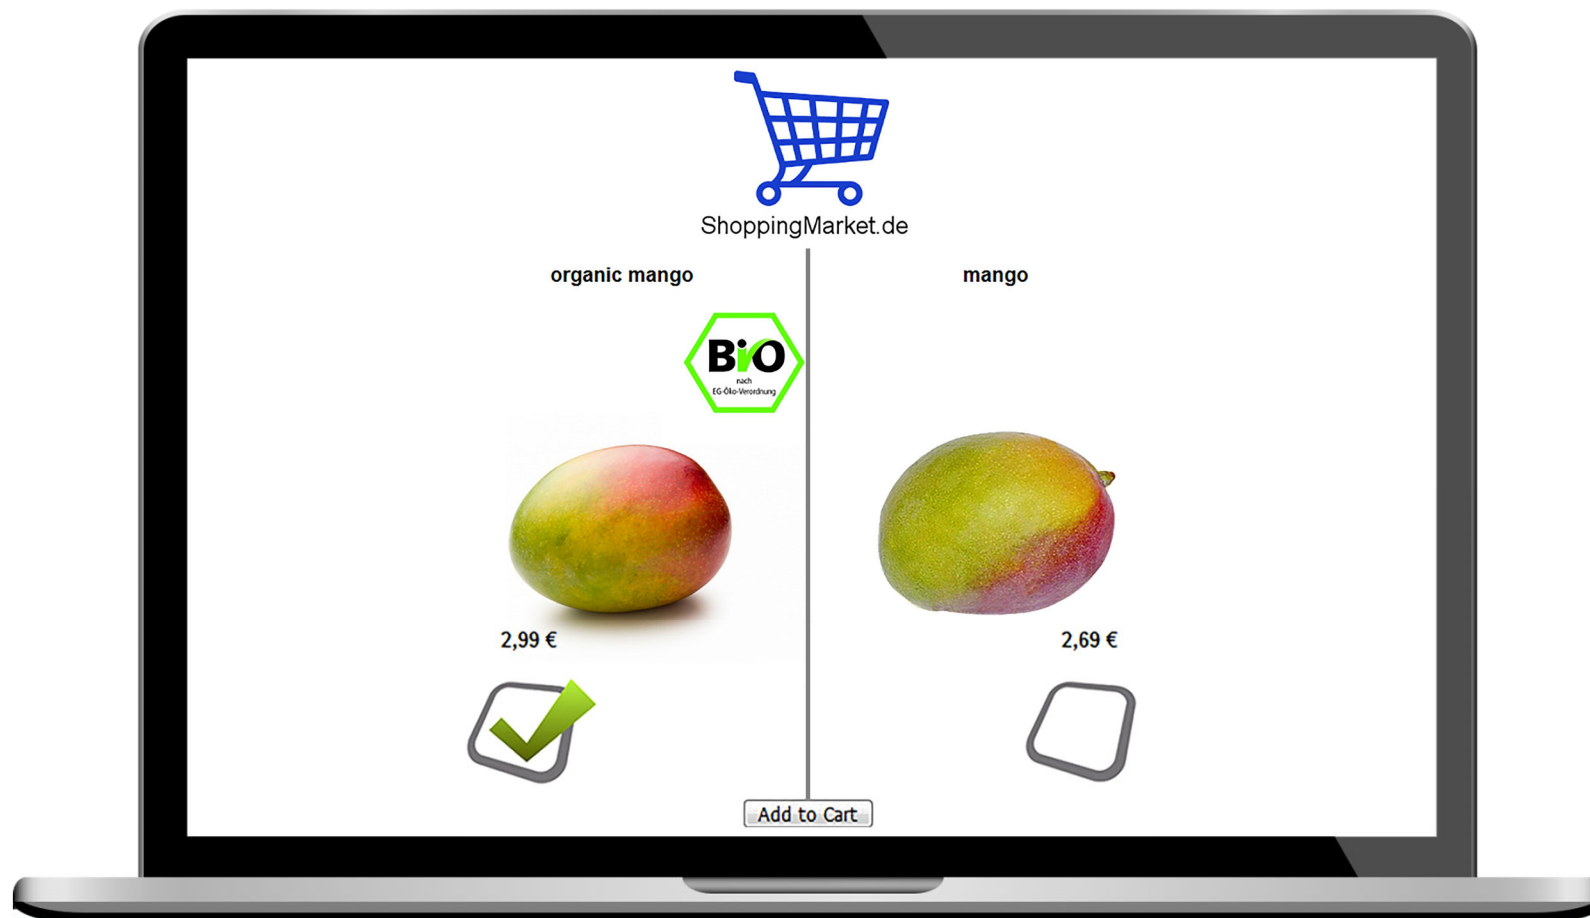 ShoppingMarket.de
organic mango
mango
BiO
nach
EG-Öko-Verordnung
2,99 €
2,69 €
Add to Cart